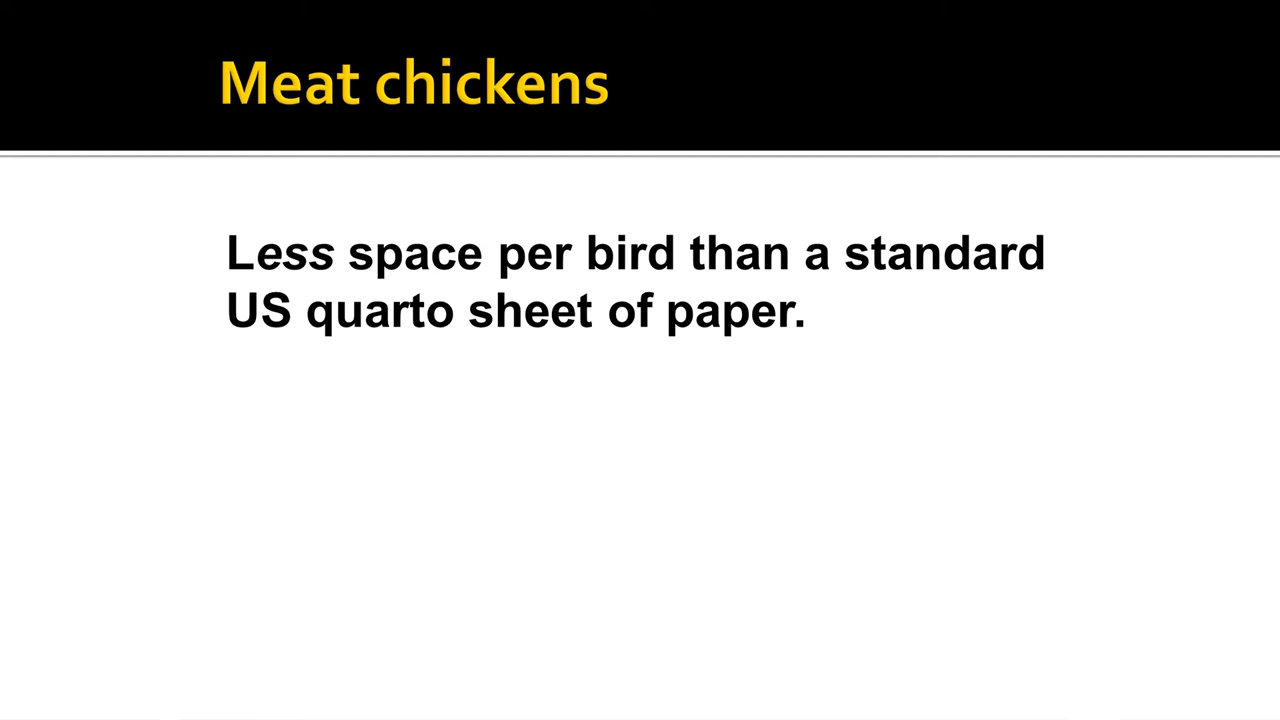 Meat chickens
Less space per bird than a standard
US quarto sheet of paper.